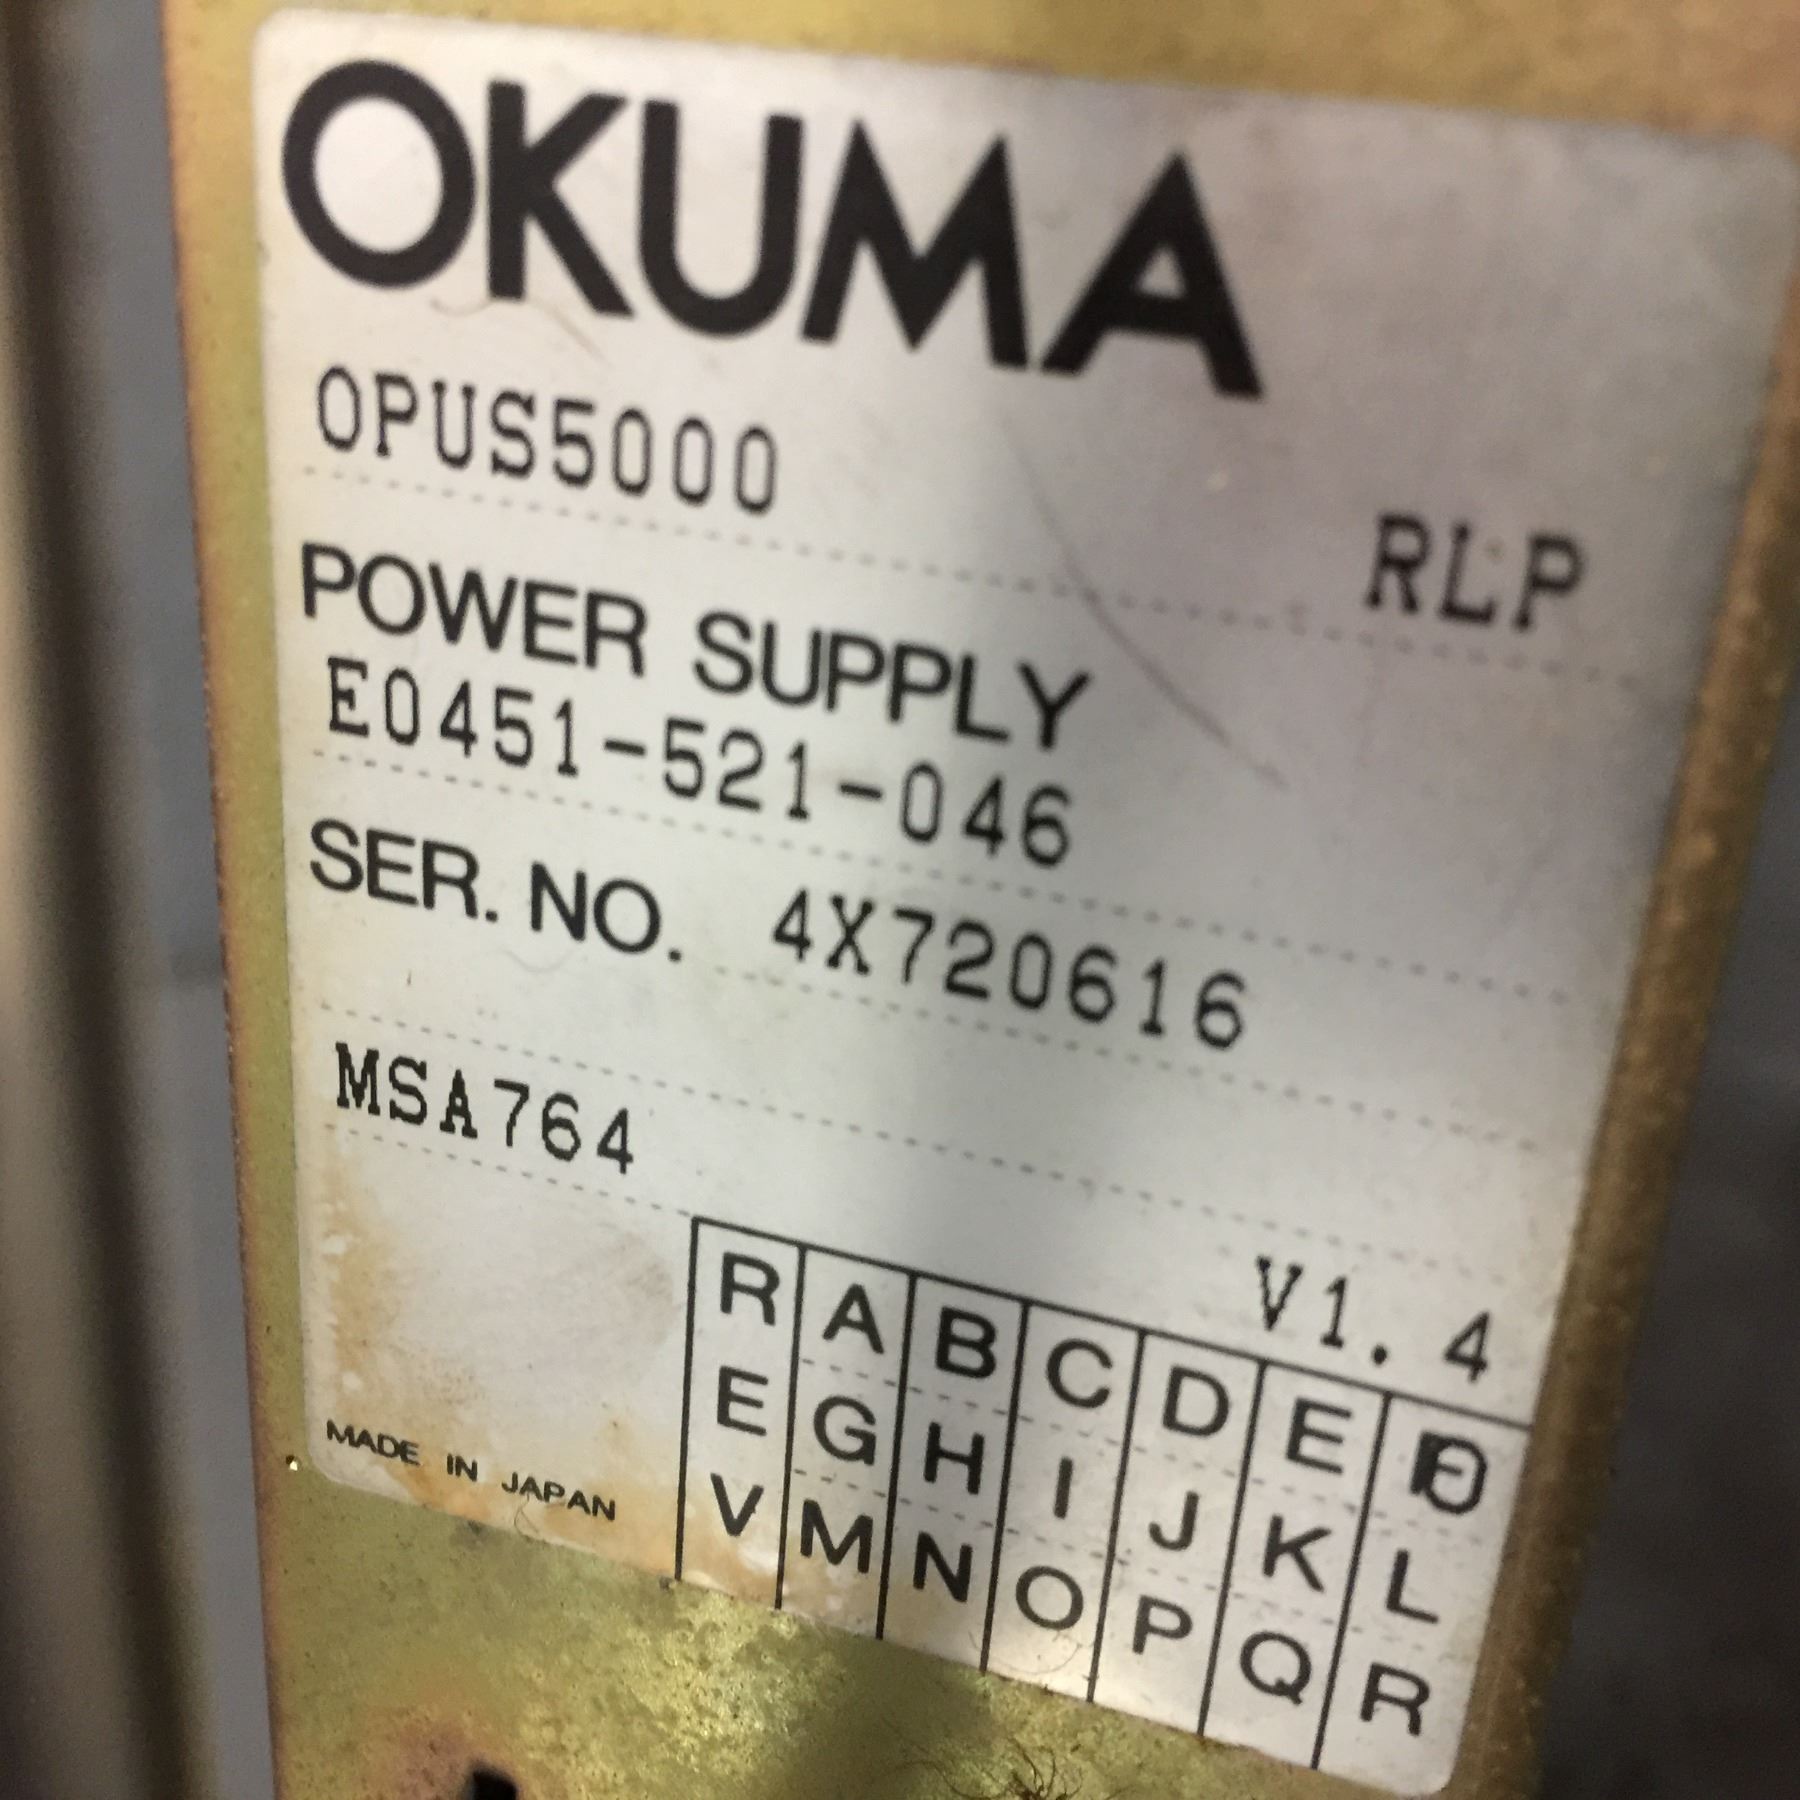 OKUMA
OPUS5000 RLP
POWER SUPPLY
E0451-521-046
SER. NO. 4X720616
MSA764
V1.4
R A B C D E F
E G H I J K L
V M N O P Q R
MADE IN JAPAN